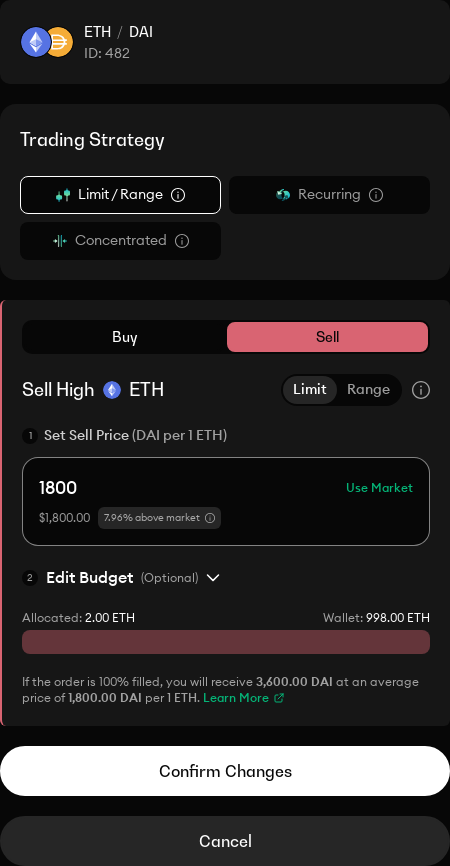 ETH / DAI
ID: 482
Trading Strategy
Limit / Range
Recurring
Concentrated
Buy
Sell
Sell High ETH
Limit
Range
1 Set Sell Price (DAI per 1 ETH)
1800
Use Market
$1,800.00
7.96% above market
2 Edit Budget (Optional)
Allocated: 2.00 ETH
Wallet: 998.00 ETH
If the order is 100% filled, you will receive 3,600.00 DAI at an average
price of 1,800.00 DAI per 1 ETH. Learn More
Confirm Changes
Cancel